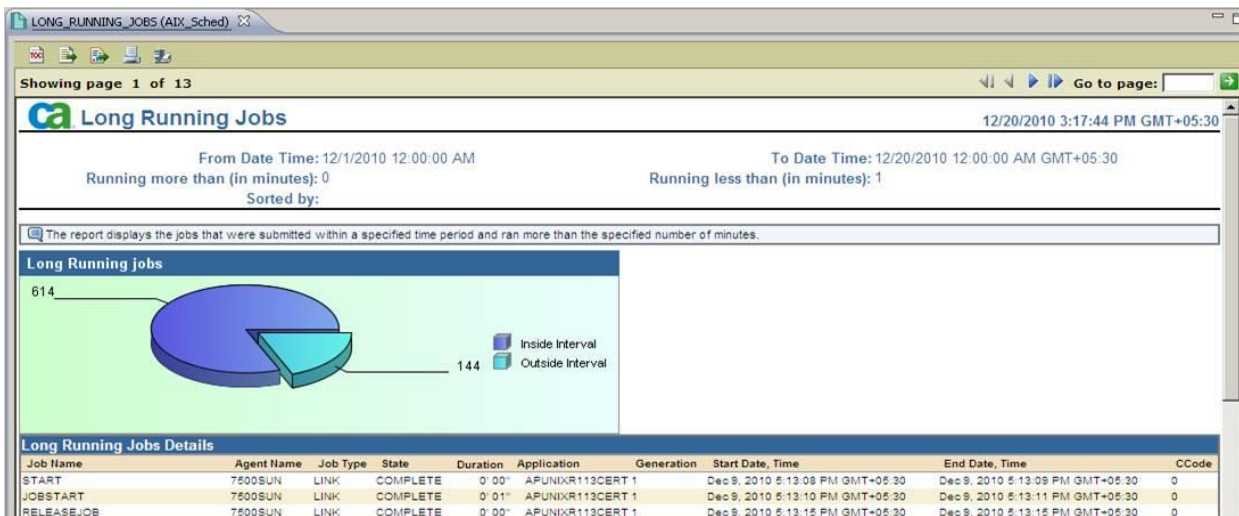 LONG_RUNNING_JOBS (AIX_Sched)
TOC
Showing page 1 of 13 Go to page:
ca Long Running Jobs 12/20/2010 3:17:44 PM GMT+05:30
From Date Time: 12/1/2010 12:00:00 AM To Date Time: 12/20/2010 12:00:00 AM GMT+05:30
Running more than (in minutes): 0 Running less than (in minutes): 1
Sorted by:
The report displays the jobs that were submitted within a specified time period and ran more than the specified number of minutes.
Long Running jobs
614
Inside Interval
144 Outside Interval
Long Running Jobs Details
Job Name Agent Name Job Type State Duration Application Generation Start Date, Time End Date, Time CCode
START 7500SUN LINK COMPLETE 0' 00" APUNIXR113CERT 1 Dec 9, 2010 5:13:08 PM GMT+05:30 Dec 9, 2010 5:13:09 PM GMT+05:30 0
JOBSTART 7500SUN LINK COMPLETE 0' 01" APUNIXR113CERT 1 Dec 9, 2010 5:13:10 PM GMT+05:30 Dec 9, 2010 5:13:11 PM GMT+05:30 0
RELEASEJOB 7500SUN LINK COMPLETE 0' 00" APUNIXR113CERT 1 Dec 9, 2010 5:13:15 PM GMT+05:30 Dec 9, 2010 5:13:15 PM GMT+05:30 0